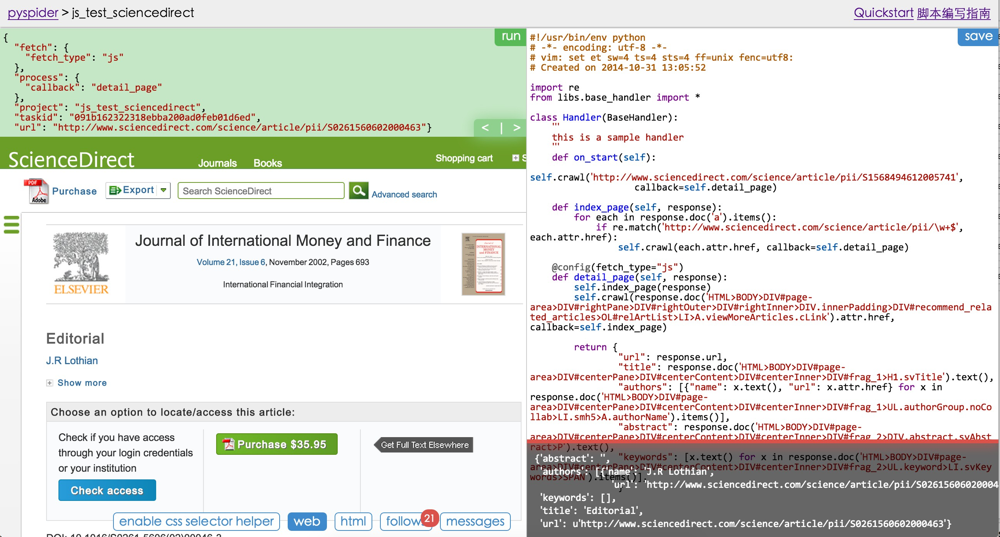 pyspider > js_test_sciencedirect
Quickstart 脚本编写指南
{
"fetch": {
"fetch_type": "js"
},
"process": {
"callback": "detail_page"
},
"project": "js_test_sciencedirect",
"taskid": "091b162322318ebba200ad0feb01d6ed",
"url": "http://www.sciencedirect.com/science/article/pii/S0261560602000463"}
run
< | >
ScienceDirect
Journals
Books
Shopping cart
S
PDF
Adobe
Purchase
Export
Search ScienceDirect
Advanced search
ELSEVIER
Journal of International Money and Finance
Volume 21, Issue 6, November 2002, Pages 693
International Financial Integration
Journal of
INTERNATIONAL
MONEY
and FINANCE
Editorial
J.R Lothian
Show more
Choose an option to locate/access this article:
Check if you have access
through your login credentials
or your institution
Check access
Purchase $35.95
Get Full Text Elsewhere
enable css selector helper
web
html
follows
21
messages
DOI: 10.1016/S0261-5606(02)00046-3
save
#!/usr/bin/env python
# -*- encoding: utf-8 -*-
# vim: set et sw=4 ts=4 sts=4 ff=unix fenc=utf8:
# Created on 2014-10-31 13:05:52
import re
from libs.base_handler import *
class Handler(BaseHandler):
'''
this is a sample handler
'''
def on_start(self):
self.crawl('http://www.sciencedirect.com/science/article/pii/S1568494612005741',
callback=self.detail_page)
def index_page(self, response):
for each in response.doc('a').items():
if re.match('http://www.sciencedirect.com/science/article/pii/\w+$',
each.attr.href):
self.crawl(each.attr.href, callback=self.detail_page)
@config(fetch_type="js")
def detail_page(self, response):
self.index_page(response)
self.crawl(response.doc('HTML>BODY>DIV#page-
area>DIV#rightPane>DIV#rightOuter>DIV#rightInner>DIV.innerPadding>DIV#recommend_rela
ted_articles>OL#relArtList>LI>A.viewMoreArticles.cLink').attr.href,
callback=self.index_page)
return {
"url": response.url,
"title": response.doc('HTML>BODY>DIV#page-
area>DIV#centerPane>DIV#centerContent>DIV#centerInner>DIV#frag_1>H1.svTitle').text(),
"authors": [{"name": x.text(), "url": x.attr.href} for x in
response.doc('HTML>BODY>DIV#page-
area>DIV#centerPane>DIV#centerContent>DIV#centerInner>DIV#frag_1>UL.authorGroup.noCo
llab>LI.smh5>A.authorName').items()],
"abstract": response.doc('HTML>BODY>DIV#page-
area>DIV#centerPane>DIV#centerContent>DIV#centerInner>DIV#frag_2>DIV.abstract.svAbst
ract>P').text(),
"keywords": [x.text() for x in response.doc('HTML>BODY>DIV#page-
area>DIV#centerPane>DIV#centerContent>DIV#centerInner>DIV#frag_2>UL.keyword>LI.svKey
words>SPAN').items()],
}
{'abstract': '',
'authors': [{'name': 'J.R Lothian',
'url': 'http://www.sciencedirect.com/science/article/pii/S02615606020004
'keywords': [],
'title': 'Editorial',
'url': u'http://www.sciencedirect.com/science/article/pii/S0261560602000463'}